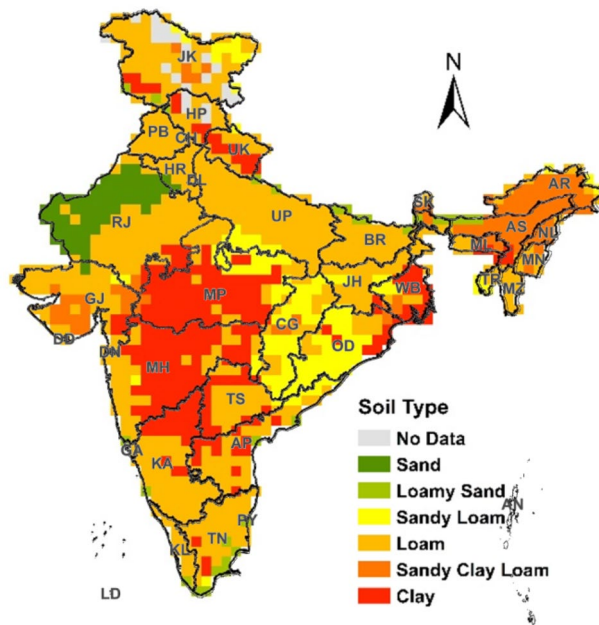 JK
N
HP
PB
CH
UK
HR
DL
SK
AR
RJ
UP
AS
NL
BR
ML
MN
TR
MZ
GJ
MP
JH
WB
CG
DD
OD
DN
MH
TS
Soil Type
No Data
AP
Sand
GA
KA
Loamy Sand
AN
Sandy Loam
PY
Loam
KL
TN
Sandy Clay Loam
LD
Clay